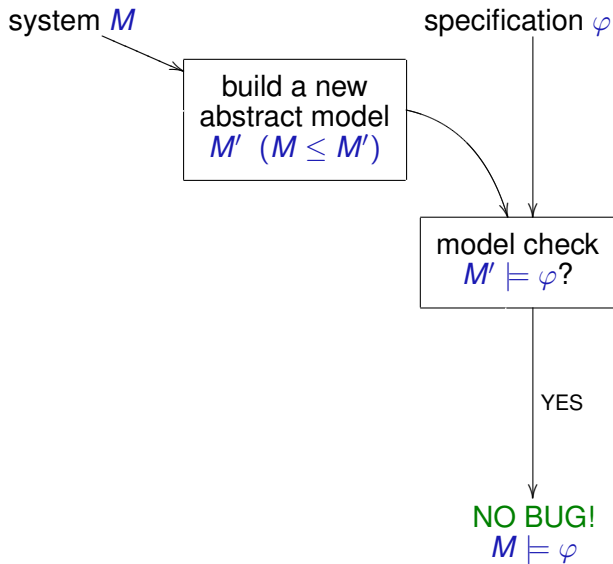 system M
specification φ
build a new
abstract model
M′ (M ≤ M′)
model check
M′ ⊨ φ?
YES
NO BUG!
M ⊨ φ